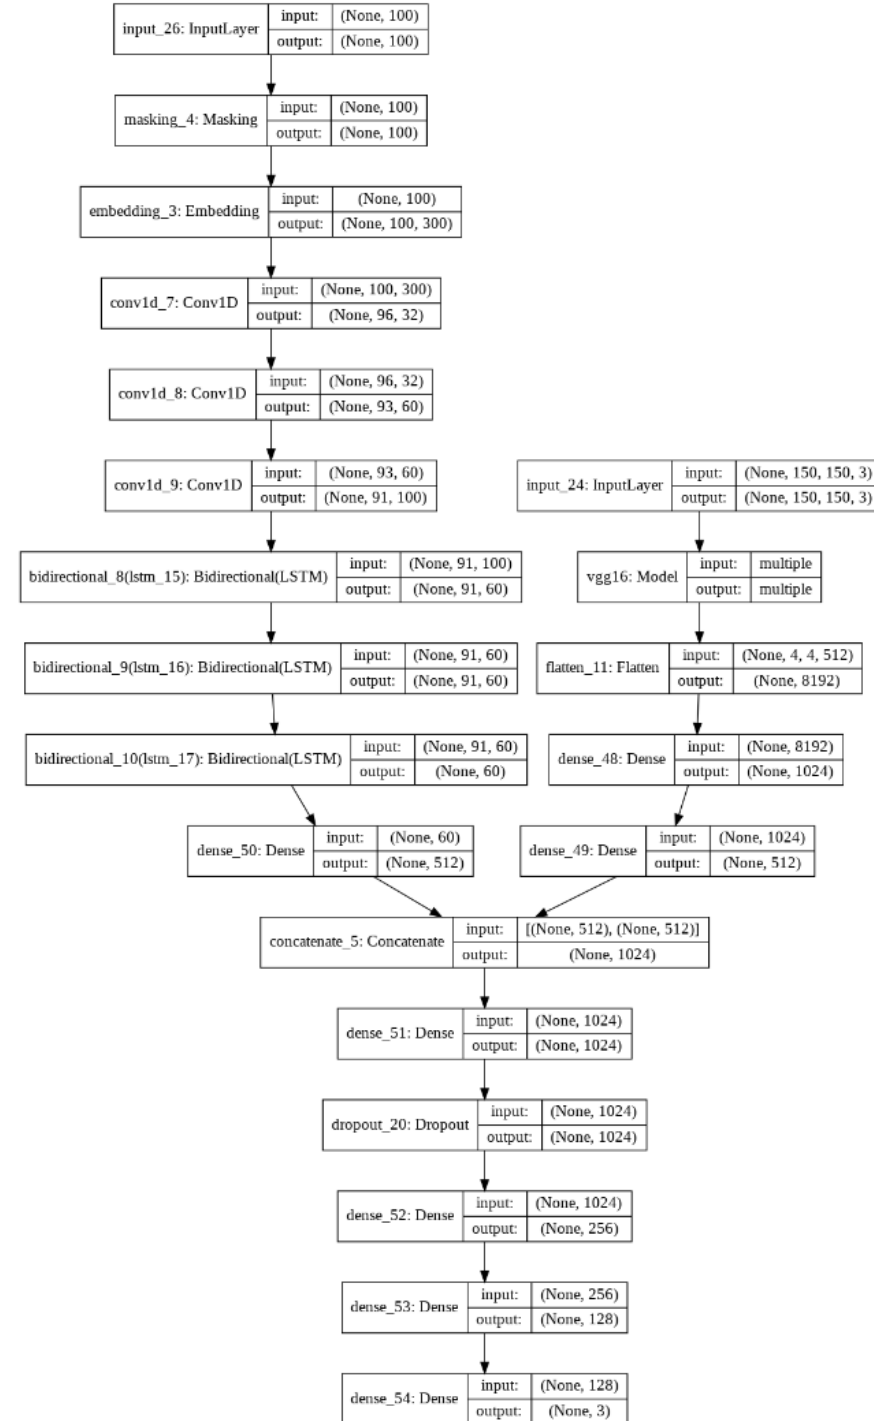 input_26: InputLayer
input: (None, 100)
output: (None, 100)
masking_4: Masking
input: (None, 100)
output: (None, 100)
embedding_3: Embedding
input: (None, 100)
output: (None, 100, 300)
conv1d_7: Conv1D
input: (None, 100, 300)
output: (None, 96, 32)
conv1d_8: Conv1D
input: (None, 96, 32)
output: (None, 93, 60)
conv1d_9: Conv1D
input: (None, 93, 60)
output: (None, 91, 100)
input_24: InputLayer
input: (None, 150, 150, 3)
output: (None, 150, 150, 3)
bidirectional_8(lstm_15): Bidirectional(LSTM)
input: (None, 91, 100)
output: (None, 91, 60)
vgg16: Model
input: multiple
output: multiple
bidirectional_9(lstm_16): Bidirectional(LSTM)
input: (None, 91, 60)
output: (None, 91, 60)
flatten_11: Flatten
input: (None, 4, 4, 512)
output: (None, 8192)
bidirectional_10(lstm_17): Bidirectional(LSTM)
input: (None, 91, 60)
output: (None, 60)
dense_48: Dense
input: (None, 8192)
output: (None, 1024)
dense_50: Dense
input: (None, 60)
output: (None, 512)
dense_49: Dense
input: (None, 1024)
output: (None, 512)
concatenate_5: Concatenate
input: [(None, 512), (None, 512)]
output: (None, 1024)
dense_51: Dense
input: (None, 1024)
output: (None, 1024)
dropout_20: Dropout
input: (None, 1024)
output: (None, 1024)
dense_52: Dense
input: (None, 1024)
output: (None, 256)
dense_53: Dense
input: (None, 256)
output: (None, 128)
dense_54: Dense
input: (None, 128)
output: (None, 3)